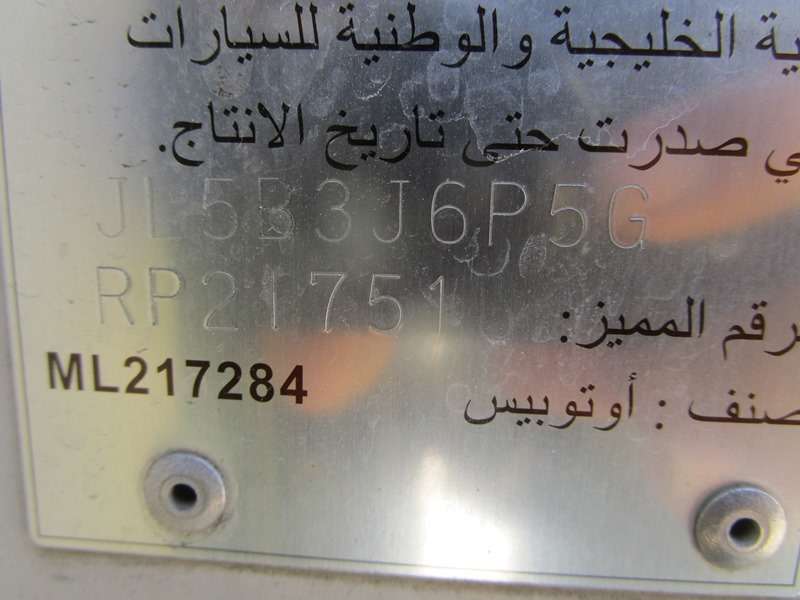 ية الخليجية والوطنية للسيارات
ي صدرت حتى تاريخ الانتاج.
JL5B3J6P5G
RP21751
رقم المميز:
ML217284
صنف : أوتوبيس